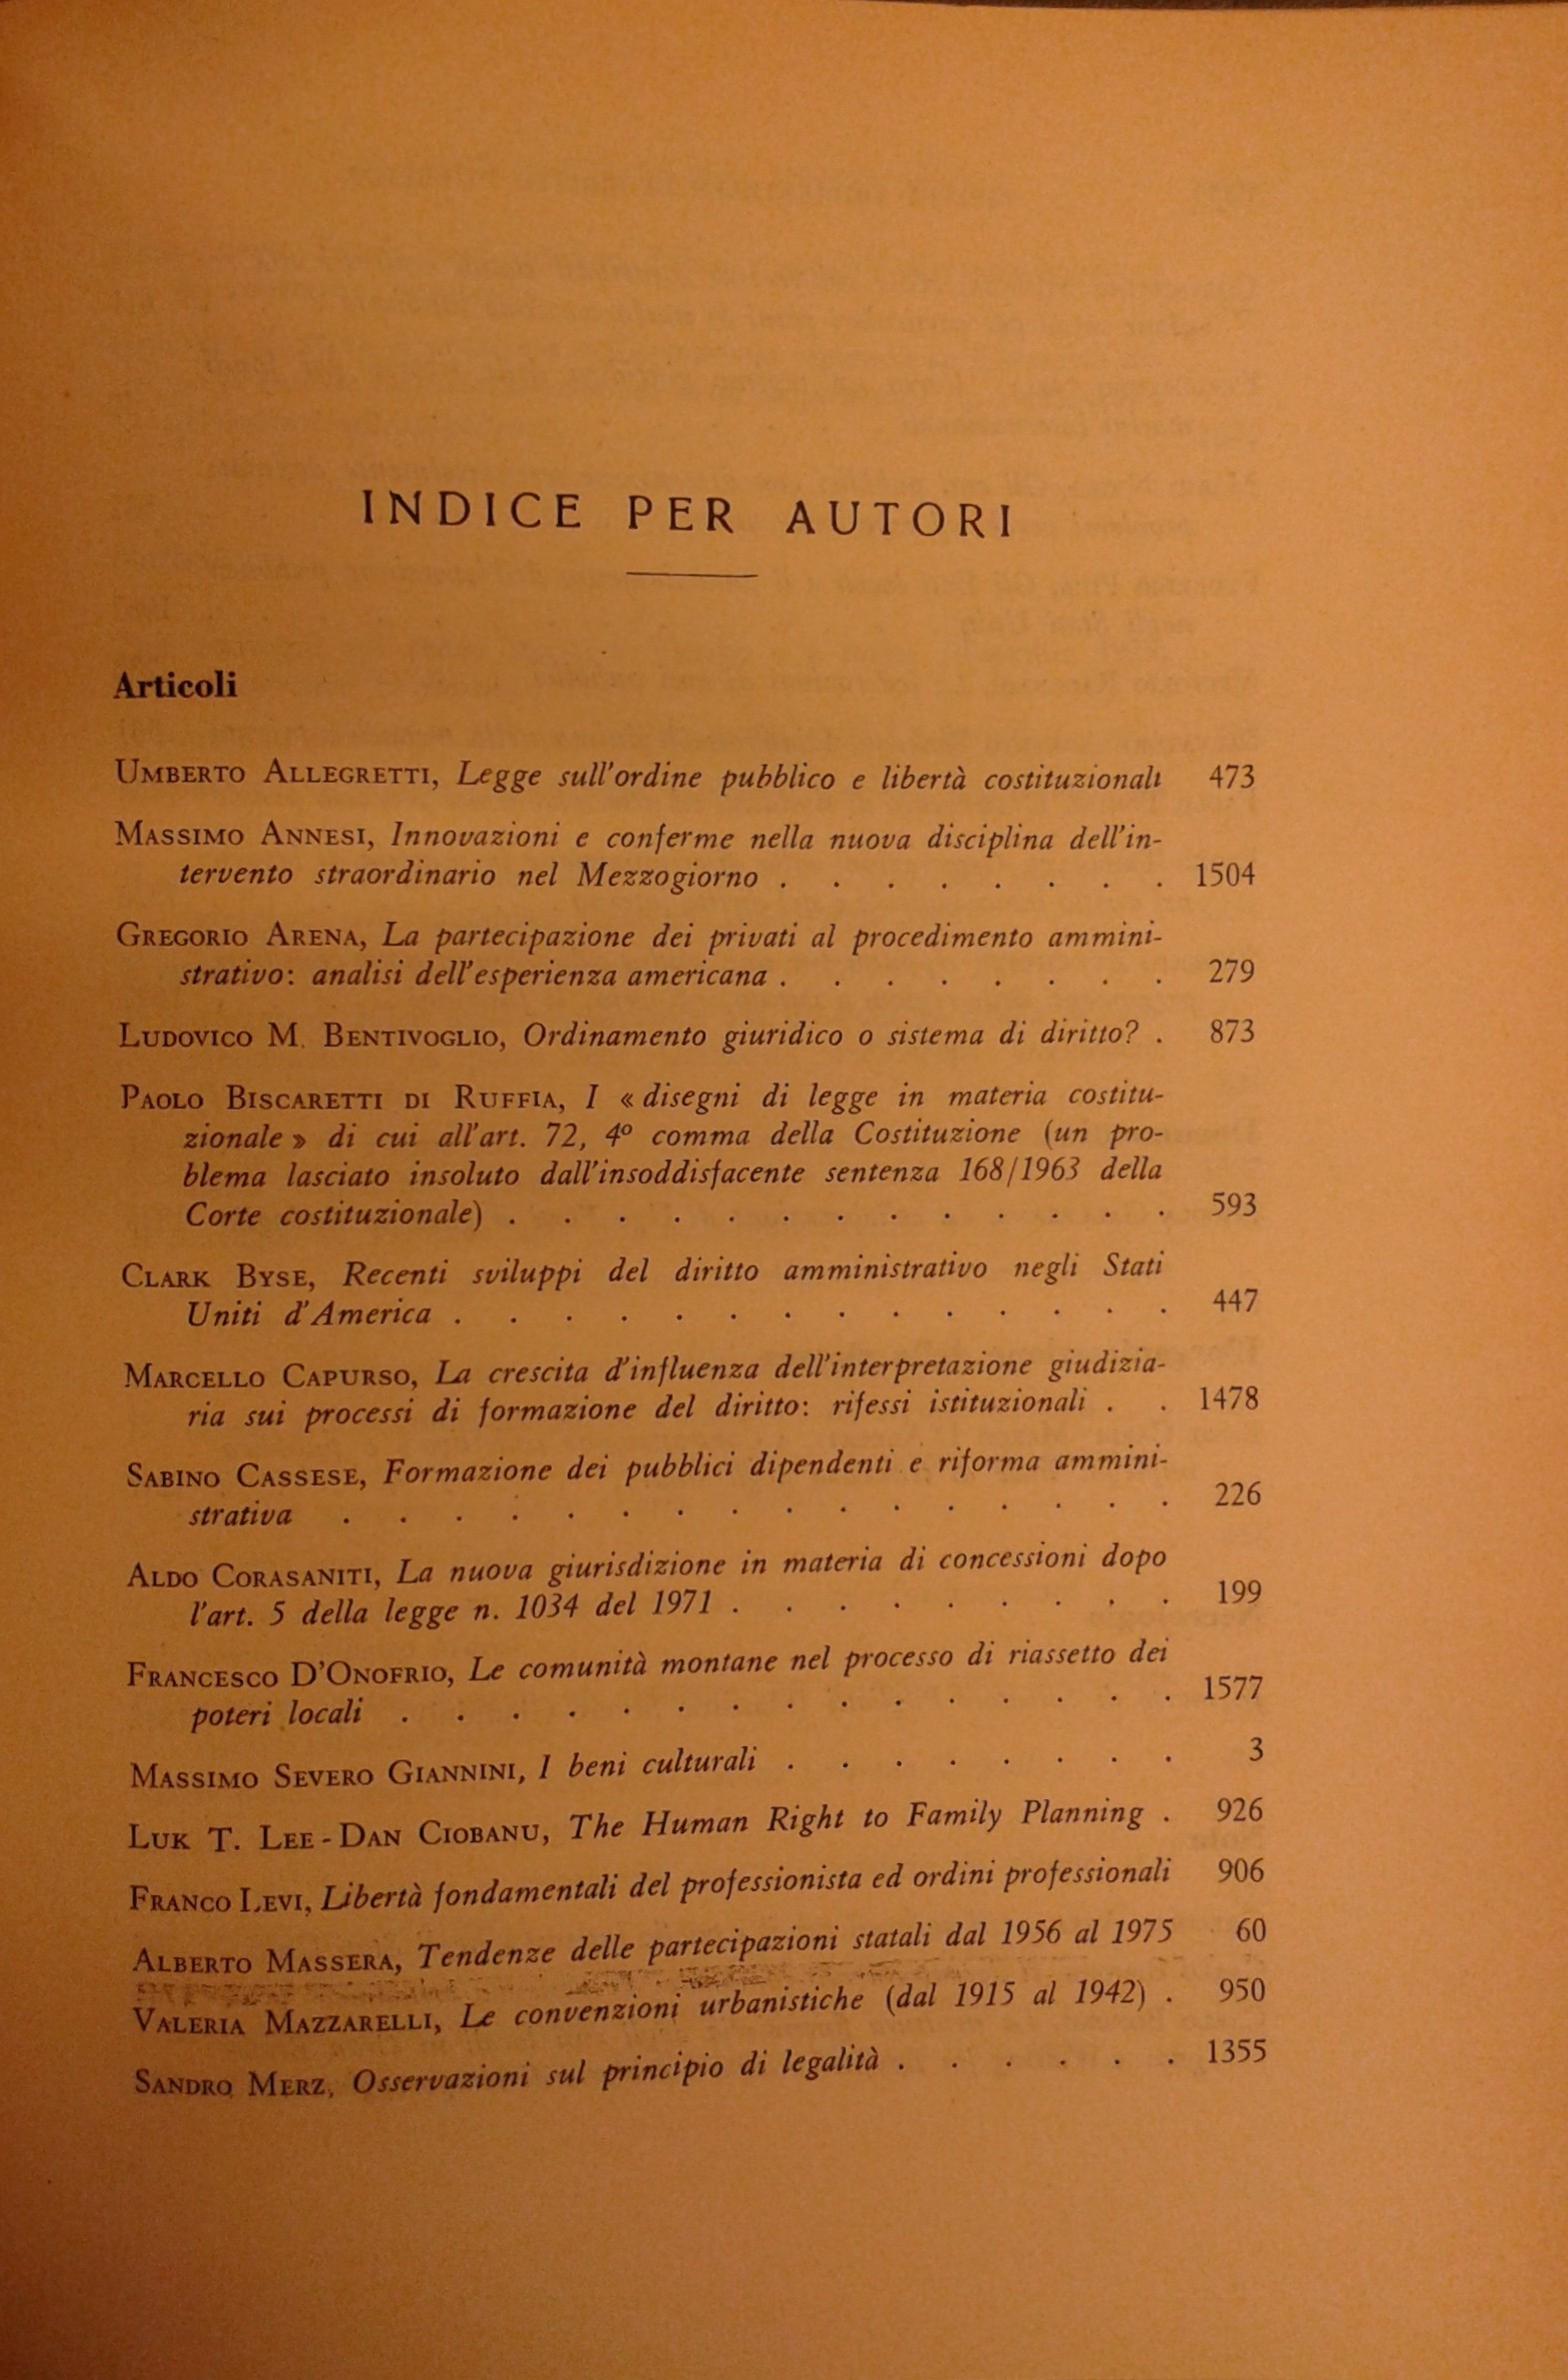 INDICE PER AUTORI
Articoli
UMBERTO ALLEGRETTI, Legge sull'ordine pubblico e libertà costituzionali 473
MASSIMO ANNESI, Innovazioni e conferme nella nuova disciplina dell'in-
tervento straordinario nel Mezzogiorno . . . . . . . . 1504
GREGORIO ARENA, La partecipazione dei privati al procedimento ammini-
strativo: analisi dell'esperienza americana . . . . . . . . 279
LUDOVICO M. BENTIVOGLIO, Ordinamento giuridico o sistema di diritto? . 873
PAOLO BISCARETTI DI RUFFIA, I « disegni di legge in materia costitu-
zionale » di cui all'art. 72, 4º comma della Costituzione (un pro-
blema lasciato insoluto dall'insoddisfacente sentenza 168/1963 della
Corte costituzionale) . . . . . . . . . . . . . 593
CLARK BYSE, Recenti sviluppi del diritto amministrativo negli Stati
Uniti d'America . . . . . . . . . . . . . . 447
MARCELLO CAPURSO, La crescita d'influenza dell'interpretazione giudizia-
ria sui processi di formazione del diritto: rifessi istituzionali . . 1478
SABINO CASSESE, Formazione dei pubblici dipendenti e riforma ammini-
strativa . . . . . . . . . . . . . . . . 226
ALDO CORASANITI, La nuova giurisdizione in materia di concessioni dopo
l'art. 5 della legge n. 1034 del 1971 . . . . . . . . . 199
FRANCESCO D'ONOFRIO, Le comunità montane nel processo di riassetto dei
poteri locali . . . . . . . . . . . . . . . 1577
MASSIMO SEVERO GIANNINI, I beni culturali . . . . . . . . 3
LUK T. LEE - DAN CIOBANU, The Human Right to Family Planning . 926
FRANCO LEVI, Libertà fondamentali del professionista ed ordini professionali 906
ALBERTO MASSERA, Tendenze delle partecipazioni statali dal 1956 al 1975 60
VALERIA MAZZARELLI, Le convenzioni urbanistiche (dal 1915 al 1942) . 950
SANDRO MERZ, Osservazioni sul principio di legalità . . . . . . 1355